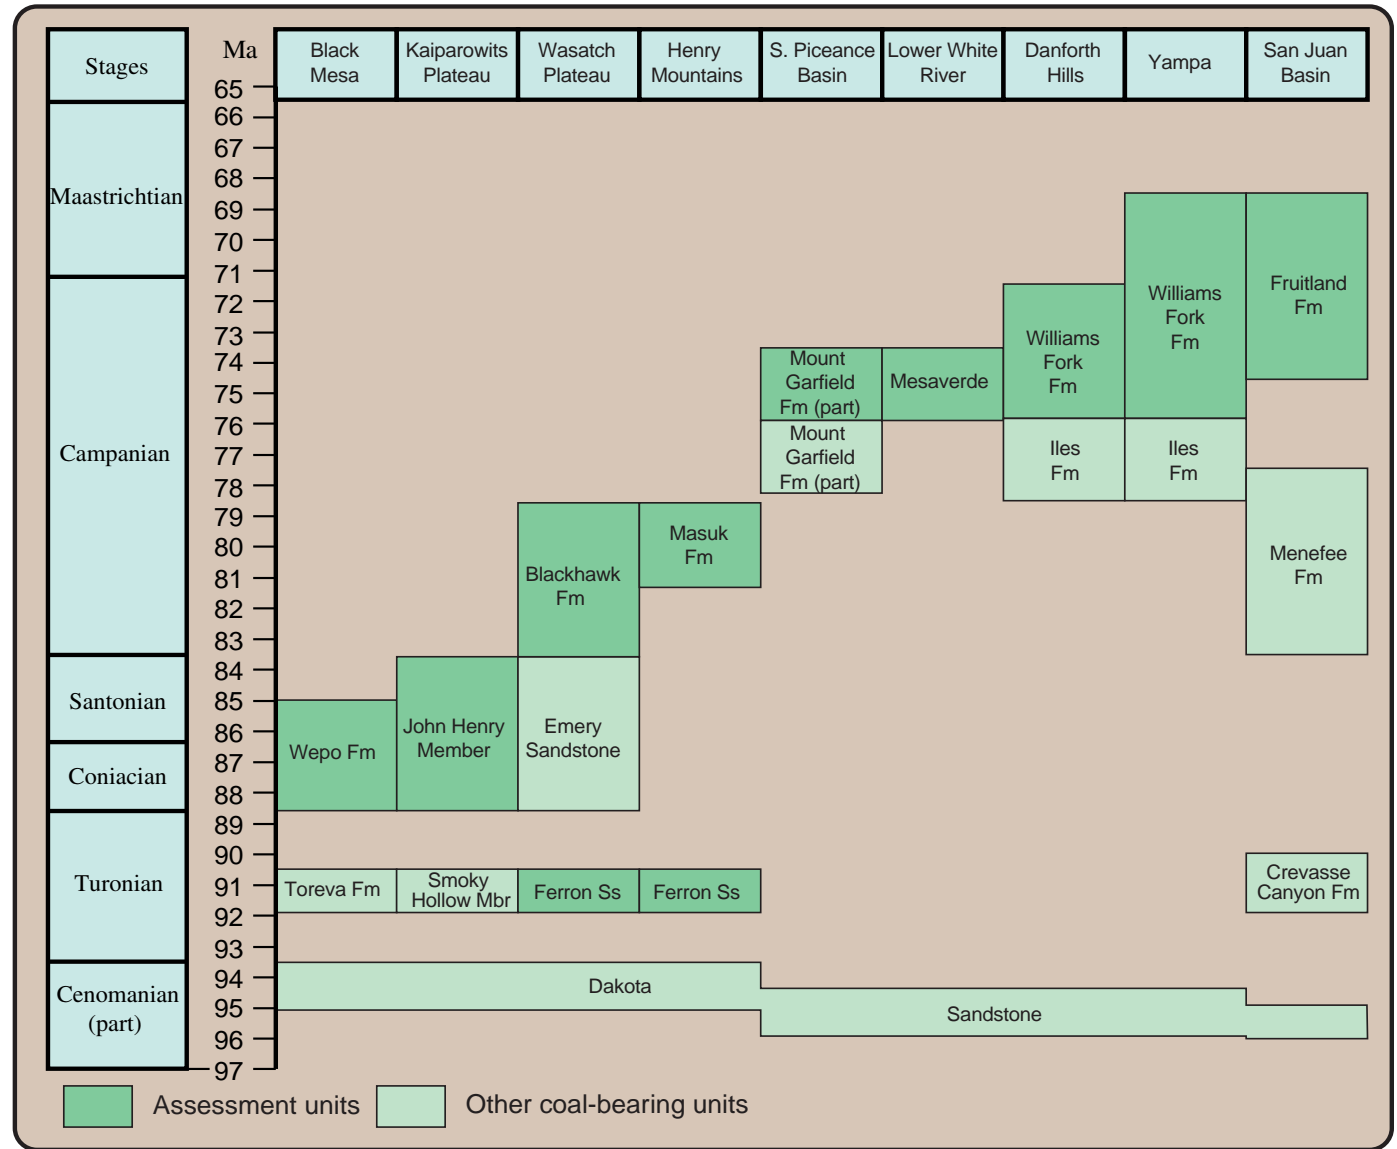 Stages
Ma
Black
Mesa
Kaiparowits
Plateau
Wasatch
Plateau
Henry
Mountains
S. Piceance
Basin
Lower White
River
Danforth
Hills
Yampa
San Juan
Basin
65
66
67
68
69
70
71
72
73
74
75
76
77
78
79
80
81
82
83
84
85
86
87
88
89
90
91
92
93
94
95
96
97
Maastrichtian
Campanian
Santonian
Coniacian
Turonian
Cenomanian
(part)
Wepo Fm
Toreva Fm
John Henry
Member
Smoky
Hollow Mbr
Blackhawk
Fm
Emery
Sandstone
Ferron Ss
Masuk
Fm
Ferron Ss
Mount
Garfield
Fm (part)
Mount
Garfield
Fm (part)
Mesaverde
Williams
Fork
Fm
Iles
Fm
Williams
Fork
Fm
Iles
Fm
Fruitland
Fm
Menefee
Fm
Crevasse
Canyon Fm
Dakota
Sandstone
Assessment units
Other coal-bearing units